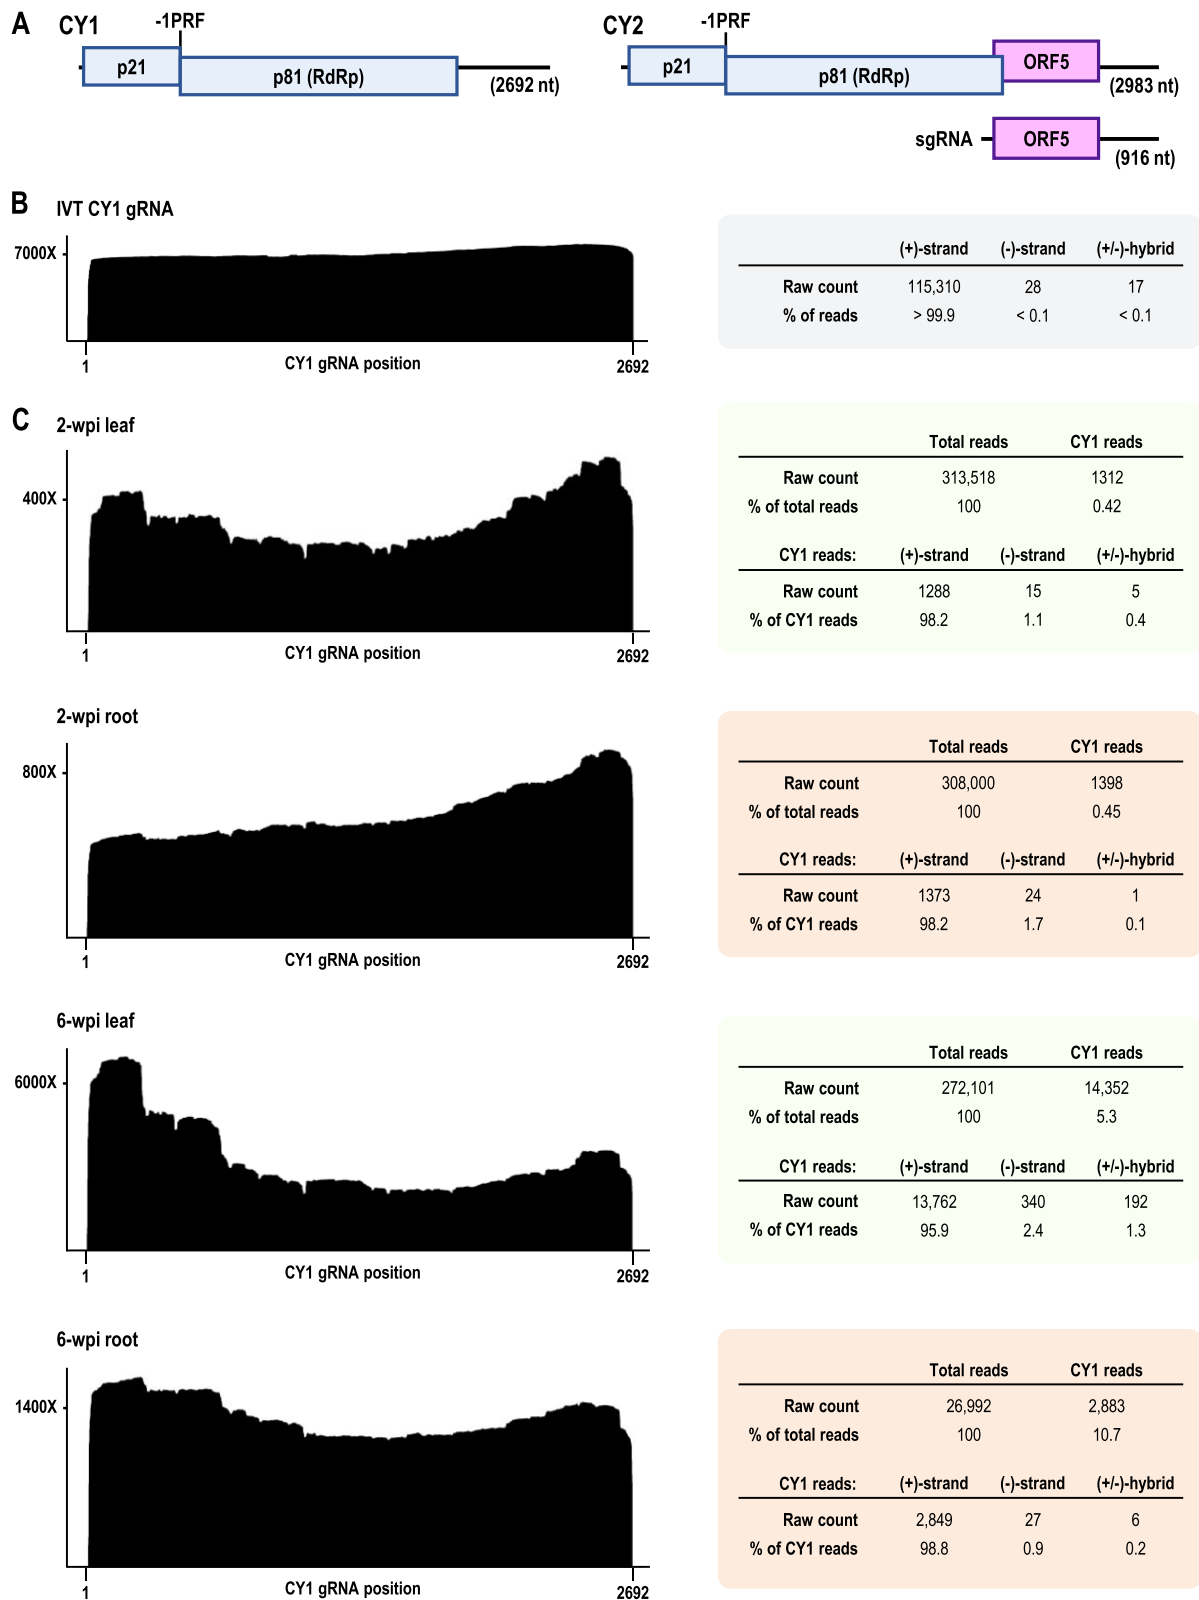 A CY1 -1PRF CY2 -1PRF
p21 p81 (RdRp) (2692 nt) p21 p81 (RdRp) ORF5 (2983 nt)
sgRNA ORF5 (916 nt)
B IVT CY1 gRNA
7000X
1 CY1 gRNA position 2692
(+)-strand (-)-strand (+/-)-hybrid
Raw count 115,310 28 17
% of reads > 99.9 < 0.1 < 0.1
C 2-wpi leaf
400X
1 CY1 gRNA position 2692
Total reads CY1 reads
Raw count 313,518 1312
% of total reads 100 0.42
CY1 reads: (+)-strand (-)-strand (+/-)-hybrid
Raw count 1288 15 5
% of CY1 reads 98.2 1.1 0.4
2-wpi root
800X
1 CY1 gRNA position 2692
Total reads CY1 reads
Raw count 308,000 1398
% of total reads 100 0.45
CY1 reads: (+)-strand (-)-strand (+/-)-hybrid
Raw count 1373 24 1
% of CY1 reads 98.2 1.7 0.1
6-wpi leaf
6000X
1 CY1 gRNA position 2692
Total reads CY1 reads
Raw count 272,101 14,352
% of total reads 100 5.3
CY1 reads: (+)-strand (-)-strand (+/-)-hybrid
Raw count 13,762 340 192
% of CY1 reads 95.9 2.4 1.3
6-wpi root
1400X
1 CY1 gRNA position 2692
Total reads CY1 reads
Raw count 26,992 2,883
% of total reads 100 10.7
CY1 reads: (+)-strand (-)-strand (+/-)-hybrid
Raw count 2,849 27 6
% of CY1 reads 98.8 0.9 0.2